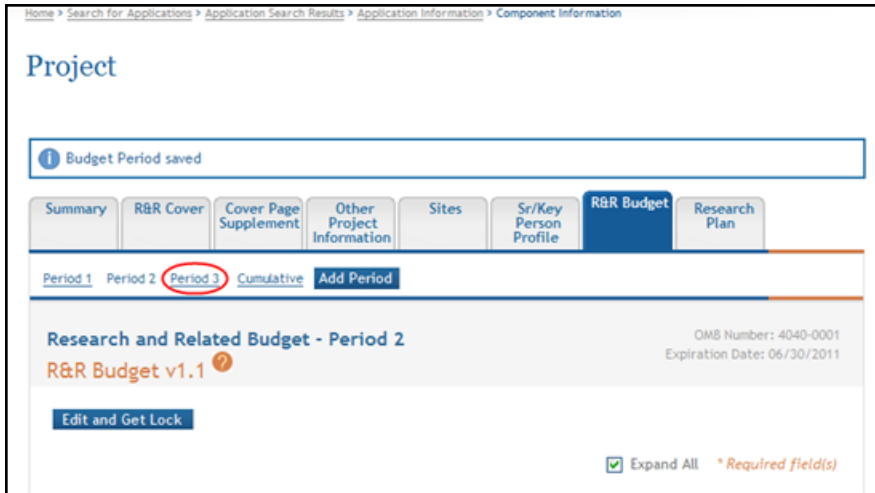 Home > Search for Applications > Application Search Results > Application Information > Component Information
Project
i Budget Period saved
Summary R&R Cover Cover Page Supplement Other Project Information Sites Sr/Key Person Profile R&R Budget Research Plan
Period 1 Period 2 Period 3 Cumulative Add Period
Research and Related Budget - Period 2
OMB Number: 4040-0001
R&R Budget v1.1 ?
Expiration Date: 06/30/2011
Edit and Get Lock
Expand All * Required field(s)